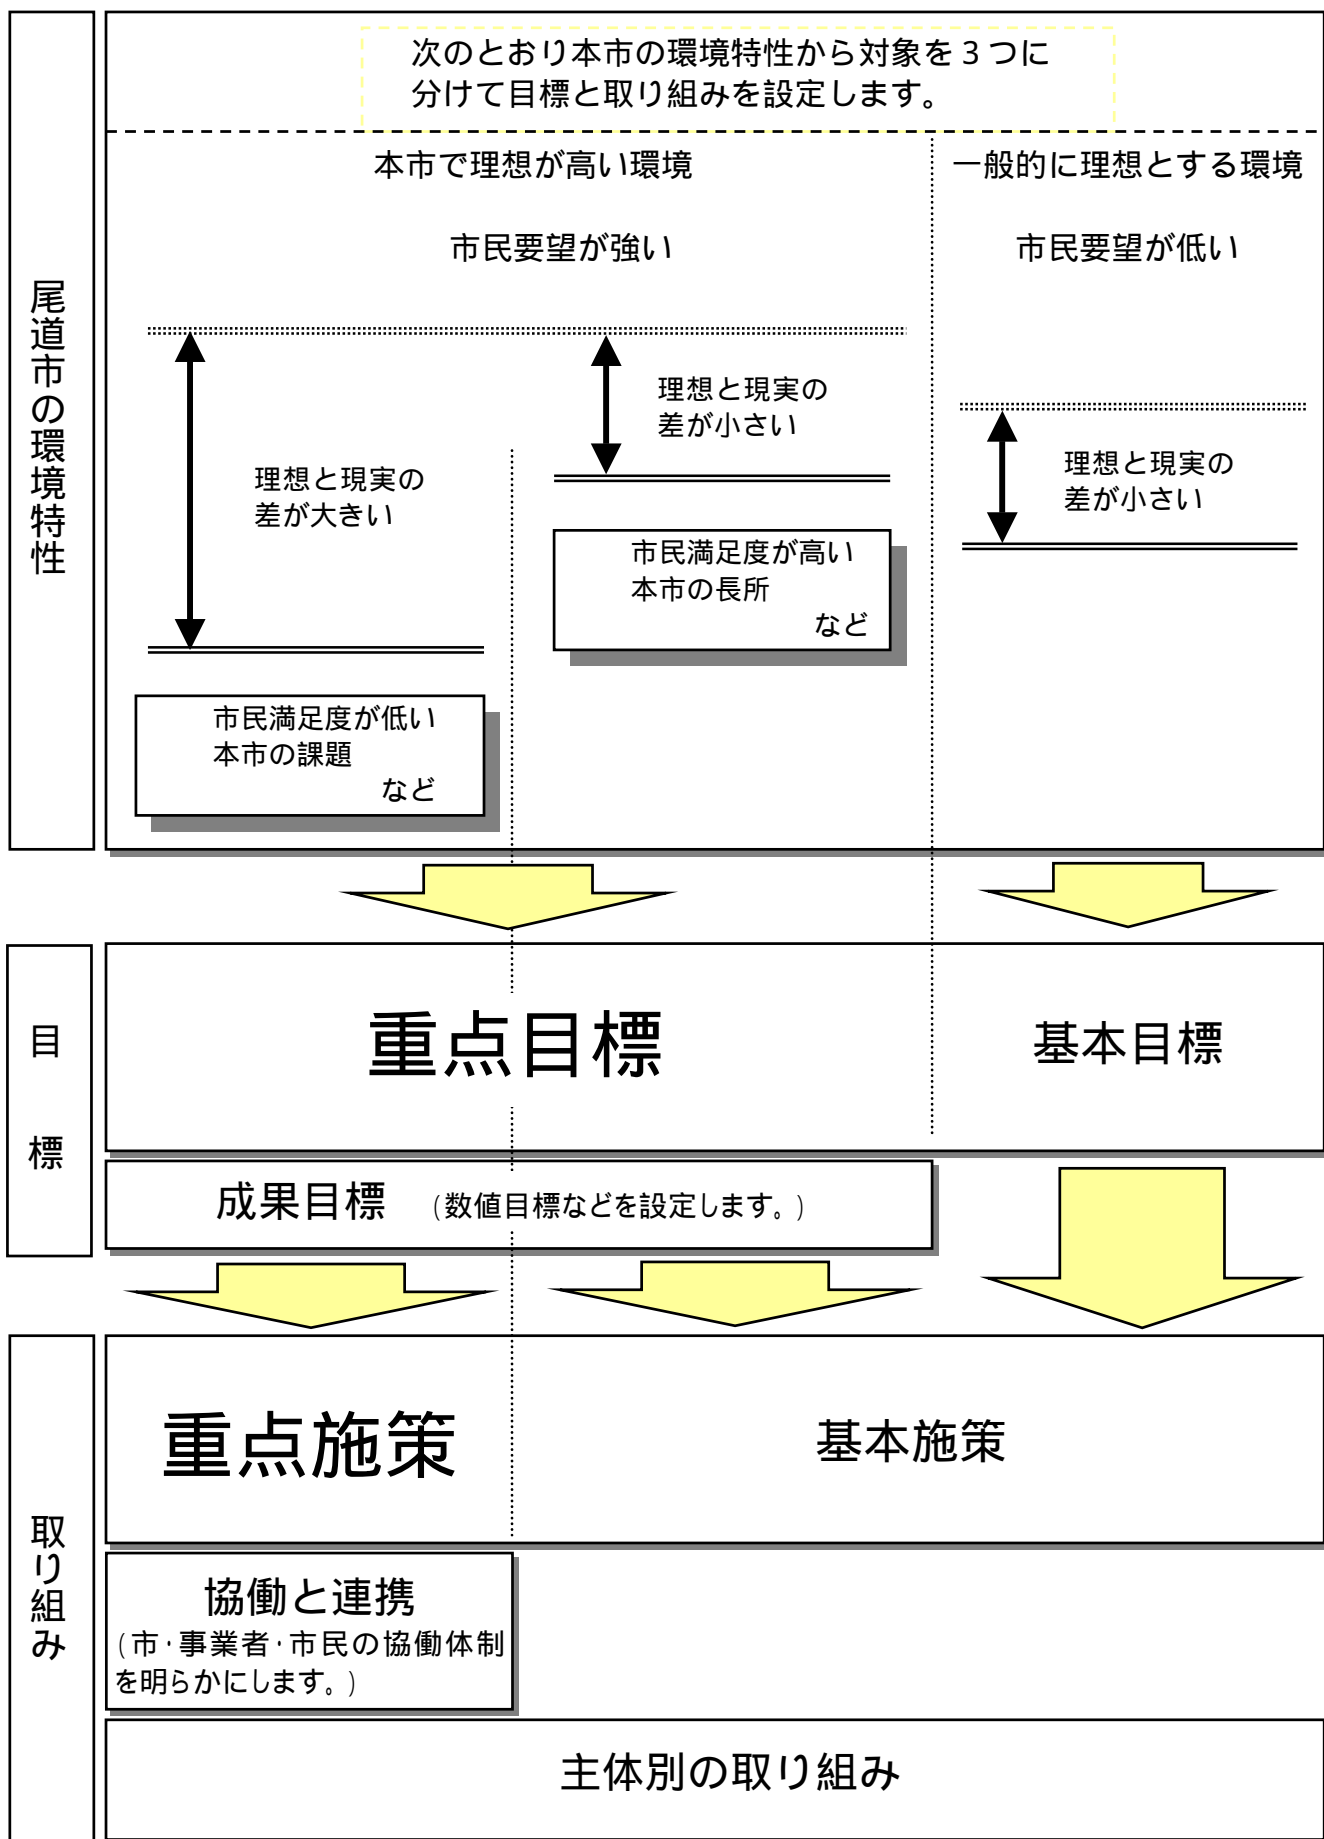 尾道市の環境特性
次のとおり本市の環境特性から対象を３つに
分けて目標と取り組みを設定します。
本市で理想が高い環境
一般的に理想とする環境
市民要望が強い
市民要望が低い
理想と現実の
差が大きい
理想と現実の
差が小さい
理想と現実の
差が小さい
市民満足度が低い
本市の課題
など
市民満足度が高い
本市の長所
など
目標
重点目標
基本目標
成果目標 (数値目標などを設定します。)
取り組み
重点施策
基本施策
協働と連携
(市・事業者・市民の協働体制
を明らかにします。)
主体別の取り組み